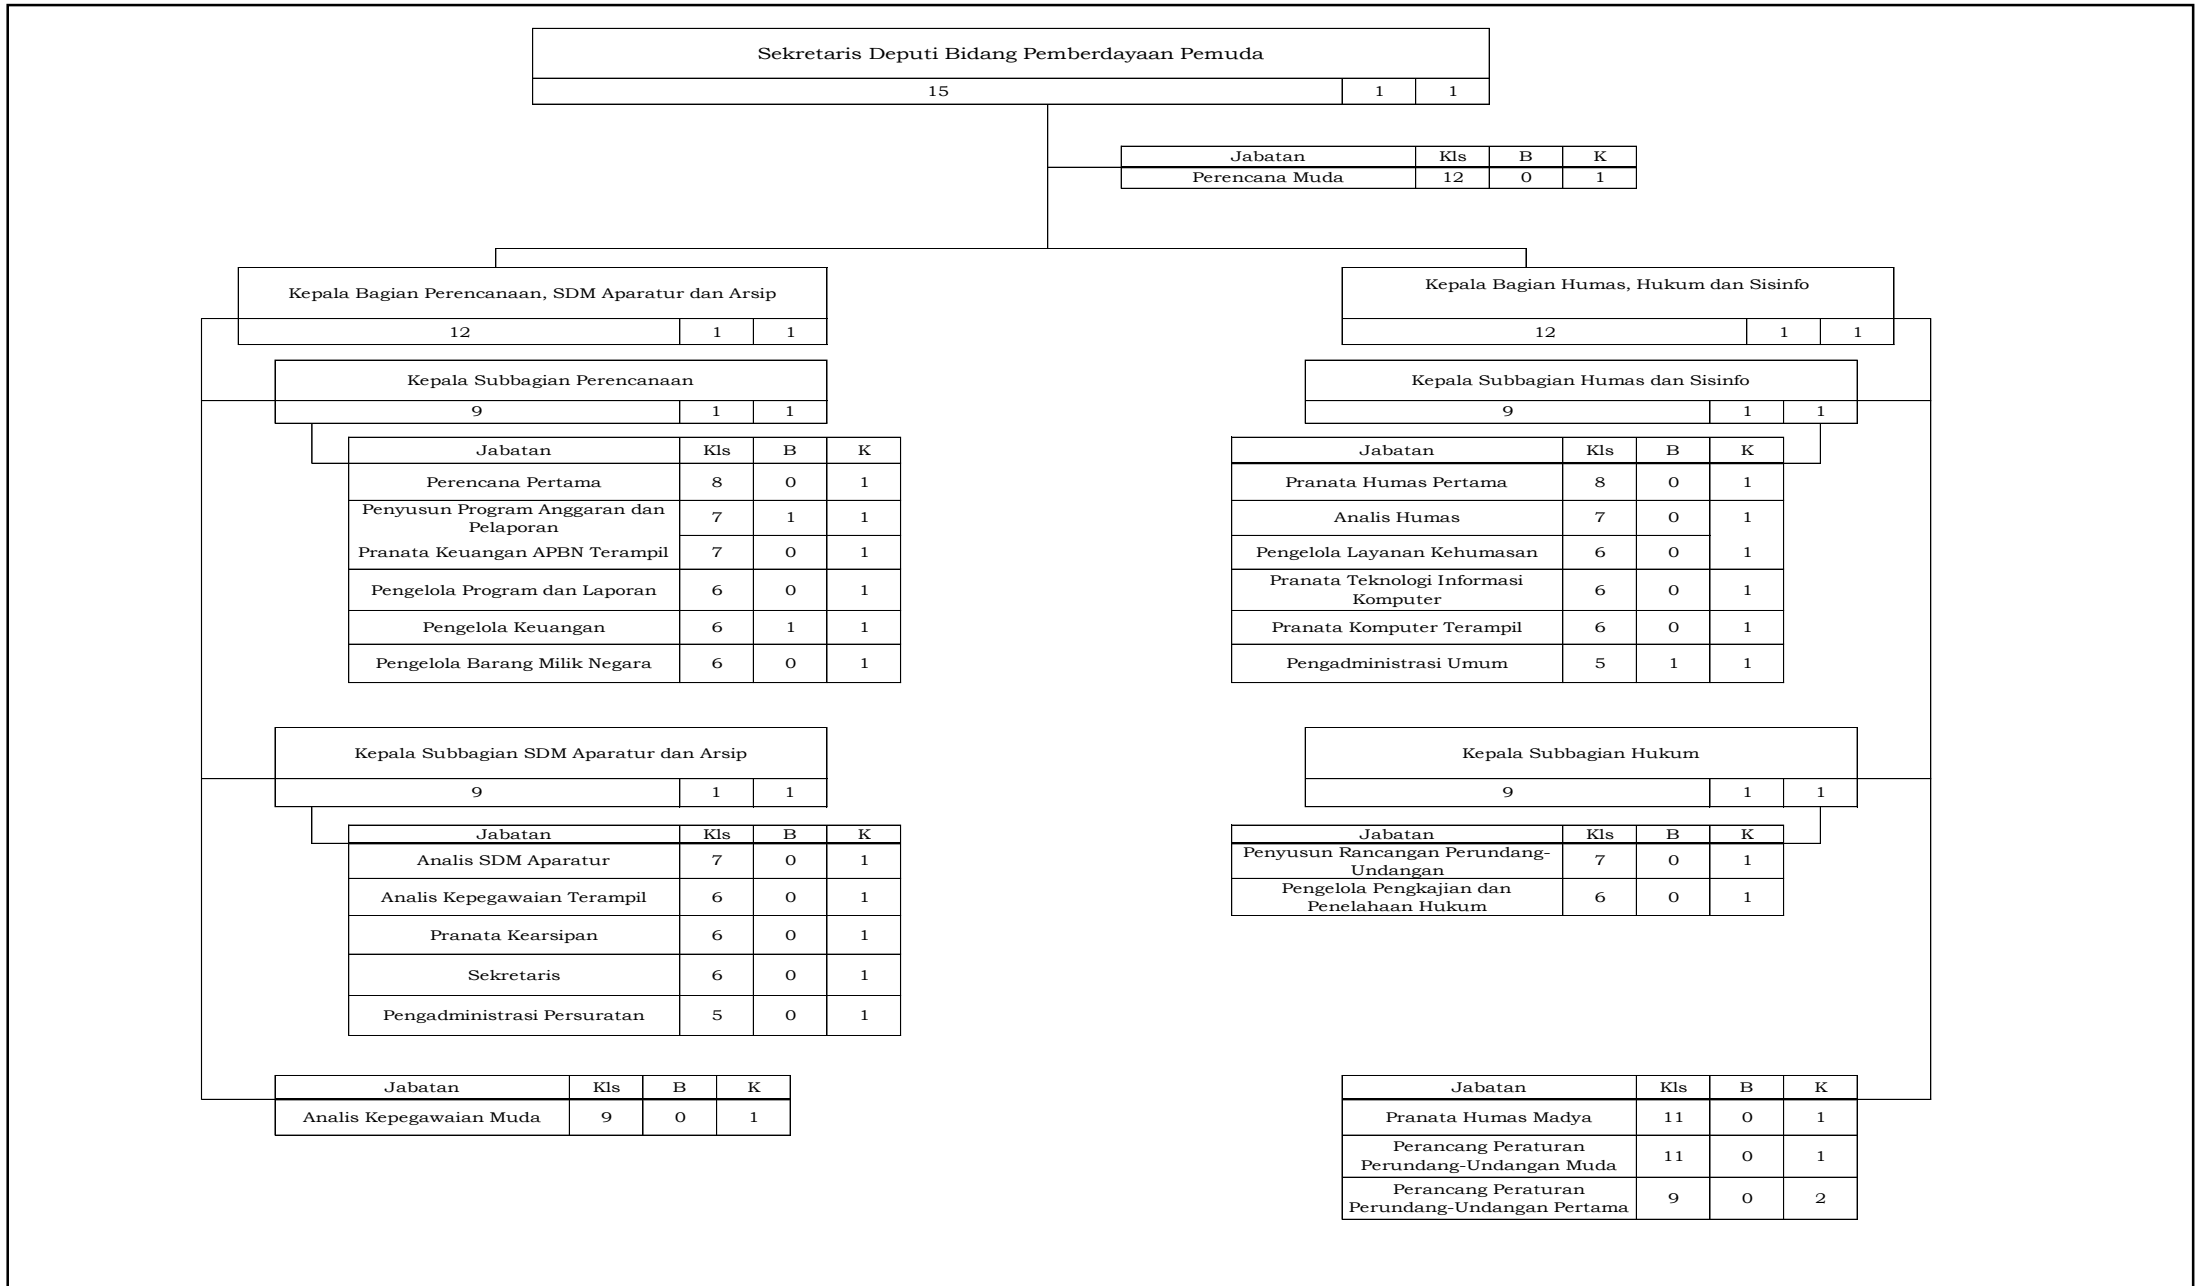 Sekretaris Deputi Bidang Pemberdayaan Pemuda
15 1 1
Jabatan Kls B K
Perencana Muda 12 0 1
Kepala Bagian Perencanaan, SDM Aparatur dan Arsip
12 1 1
Kepala Subbagian Perencanaan
9 1 1
Jabatan Kls B K
Perencana Pertama 8 0 1
Penyusun Program Anggaran dan
Pelaporan 7 1 1
Pranata Keuangan APBN Terampil 7 0 1
Pengelola Program dan Laporan 6 0 1
Pengelola Keuangan 6 1 1
Pengelola Barang Milik Negara 6 0 1
Kepala Subbagian SDM Aparatur dan Arsip
9 1 1
Jabatan Kls B K
Analis SDM Aparatur 7 0 1
Analis Kepegawaian Terampil 6 0 1
Pranata Kearsipan 6 0 1
Sekretaris 6 0 1
Pengadministrasi Persuratan 5 0 1
Jabatan Kls B K
Analis Kepegawaian Muda 9 0 1
Kepala Bagian Humas, Hukum dan Sisinfo
12 1 1
Kepala Subbagian Humas dan Sisinfo
9 1 1
Jabatan Kls B K
Pranata Humas Pertama 8 0 1
Analis Humas 7 0 1
Pengelola Layanan Kehumasan 6 0 1
Pranata Teknologi Informasi
Komputer 6 0 1
Pranata Komputer Terampil 6 0 1
Pengadministrasi Umum 5 1 1
Kepala Subbagian Hukum
9 1 1
Jabatan Kls B K
Penyusun Rancangan Perundang-
Undangan 7 0 1
Pengelola Pengkajian dan
Penelahaan Hukum 6 0 1
Jabatan Kls B K
Pranata Humas Madya 11 0 1
Perancang Peraturan
Perundang-Undangan Muda 11 0 1
Perancang Peraturan
Perundang-Undangan Pertama 9 0 2